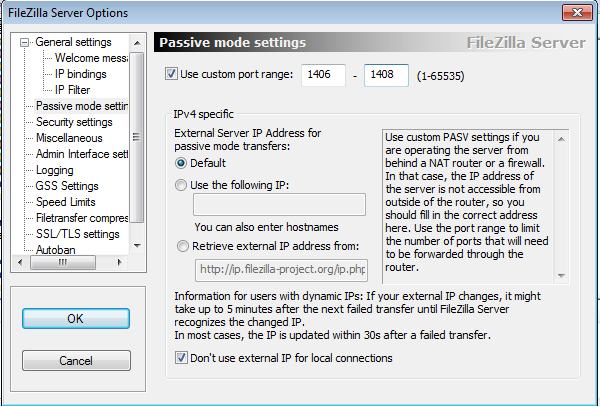 FileZilla Server Options
General settings
Welcome messa
IP bindings
IP Filter
Passive mode settin
Security settings
Miscellaneous
Admin Interface sett
Logging
GSS Settings
Speed Limits
Filetransfer compres
SSL/TLS settings
Autoban
OK
Cancel
Passive mode settings
FileZilla Server
Use custom port range: 1406 - 1408 (1-65535)
IPv4 specific
External Server IP Address for
passive mode transfers:
Default
Use the following IP:
You can also enter hostnames
Retrieve external IP address from:
http://ip.filezilla-project.org/ip.php
Use custom PASV settings if you
are operating the server from
behind a NAT router or a firewall.
In that case, the IP address of
the server is not accessible from
outside of the router, so you
should fill in the correct address
here. Use the port range to limit
the number of ports that will need
to be forwarded through the
router.
Information for users with dynamic IPs: If your external IP changes, it might
take up to 5 minutes after the next failed transfer until FileZilla Server
recognizes the changed IP.
In most cases, the IP is updated within 30s after a failed transfer.
Don't use external IP for local connections